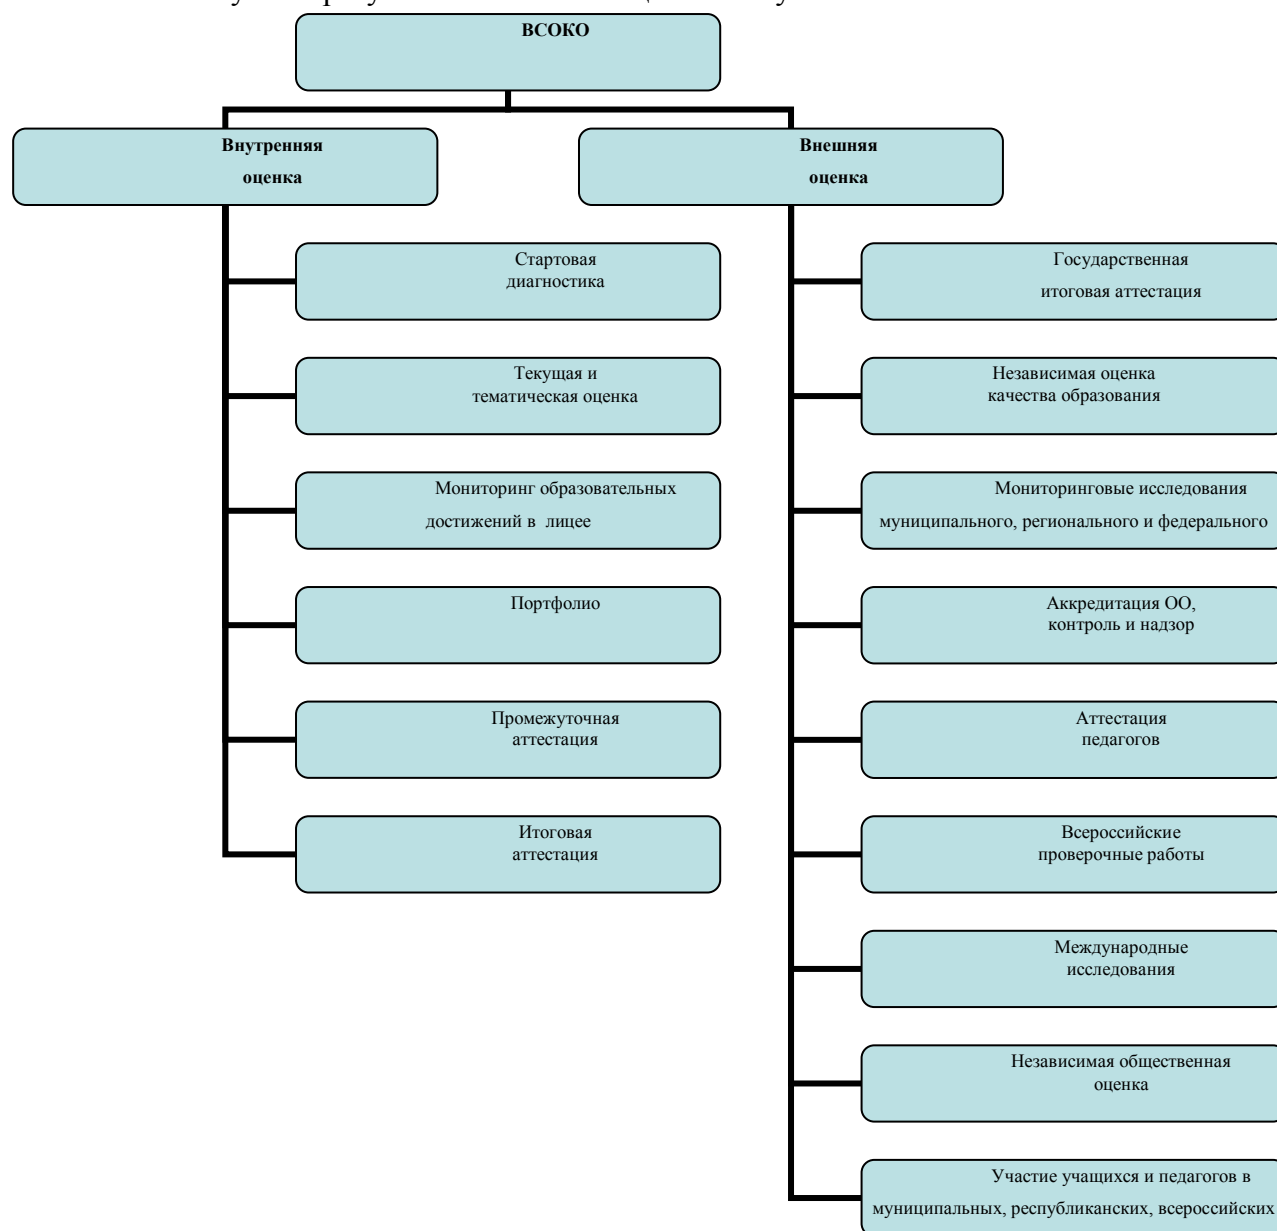 ВСОКО
Внутренняя
оценка
Внешняя
оценка
Стартовая
диагностика
Текущая и
тематическая оценка
Мониторинг образовательных
достижений в лицее
Портфолио
Промежуточная
аттестация
Итоговая
аттестация
Государственная
итоговая аттестация
Независимая оценка
качества образования
Мониторинговые исследования
муниципального, регионального и федерального
Аккредитация ОО,
контроль и надзор
Аттестация
педагогов
Всероссийские
проверочные работы
Международные
исследования
Независимая общественная
оценка
Участие учащихся и педагогов в
муниципальных, республиканских, всероссийских